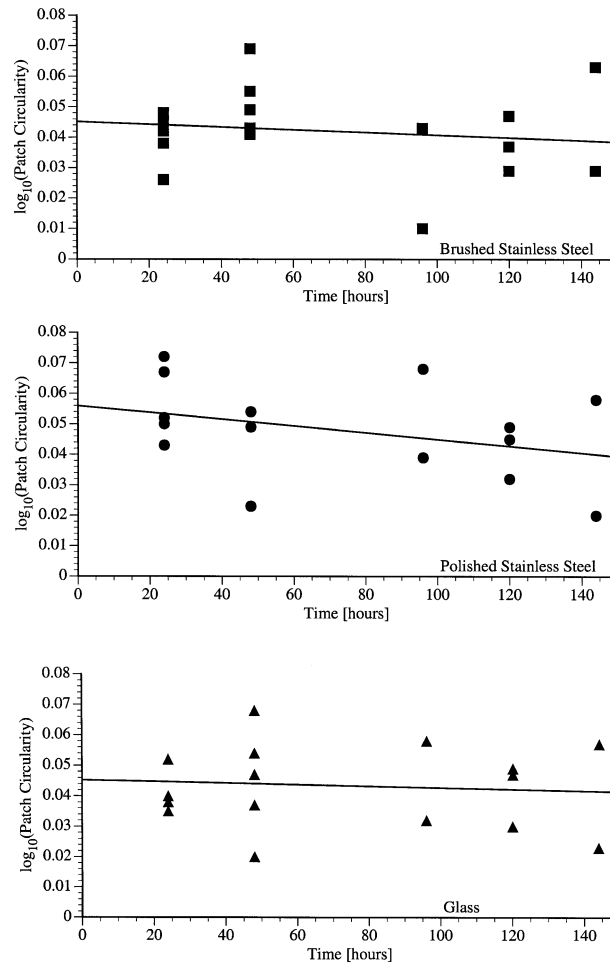 0.08
0.07
0.06
0.05
0.04
0.03
0.02
0.01
0
log10(Patch Circularity)
Brushed Stainless Steel
0 20 40 60 80 100 120 140
Time [hours]
0.08
0.07
0.06
0.05
0.04
0.03
0.02
0.01
0
log10(Patch Circularity)
Polished Stainless Steel
0 20 40 60 80 100 120 140
Time [hours]
0.08
0.07
0.06
0.05
0.04
0.03
0.02
0.01
0
log10(Patch Circularity)
Glass
0 20 40 60 80 100 120 140
Time [hours]